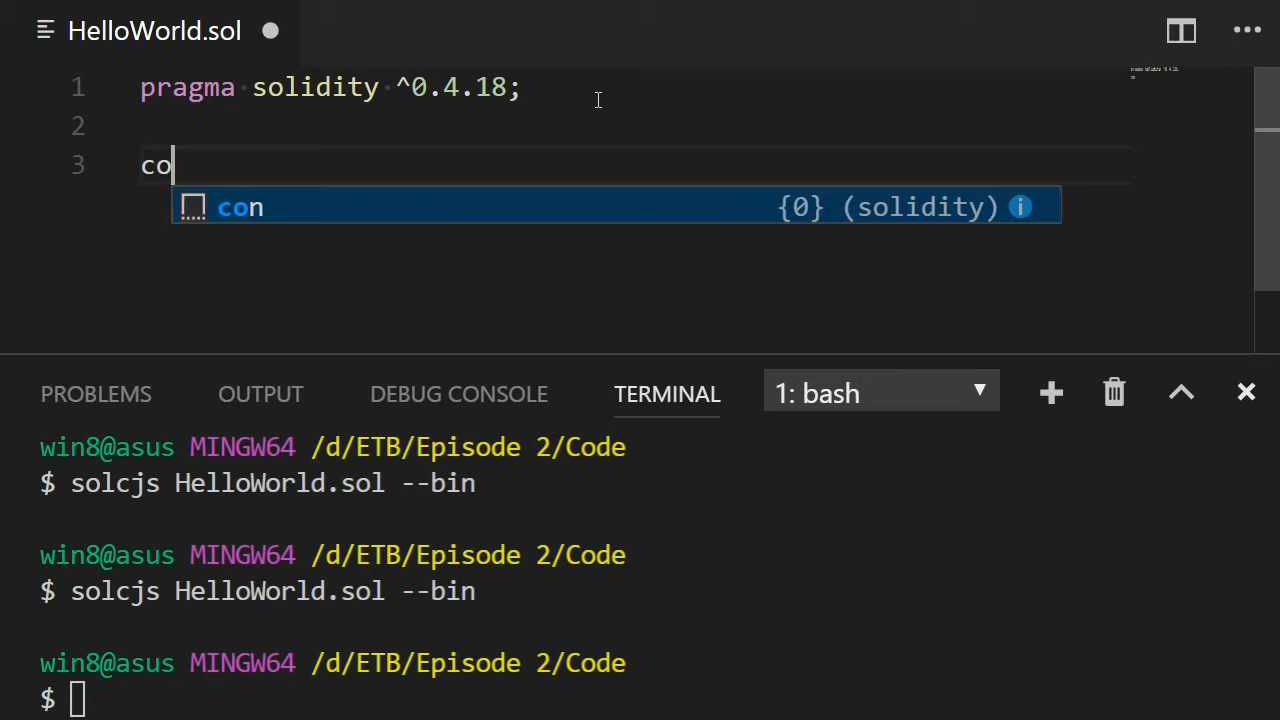 HelloWorld.sol
1 pragma solidity ^0.4.18;
2
3 co
con {0} (solidity)
PROBLEMS OUTPUT DEBUG CONSOLE TERMINAL 1: bash
win8@asus MINGW64 /d/ETB/Episode 2/Code
$ solcjs HelloWorld.sol --bin
win8@asus MINGW64 /d/ETB/Episode 2/Code
$ solcjs HelloWorld.sol --bin
win8@asus MINGW64 /d/ETB/Episode 2/Code
$